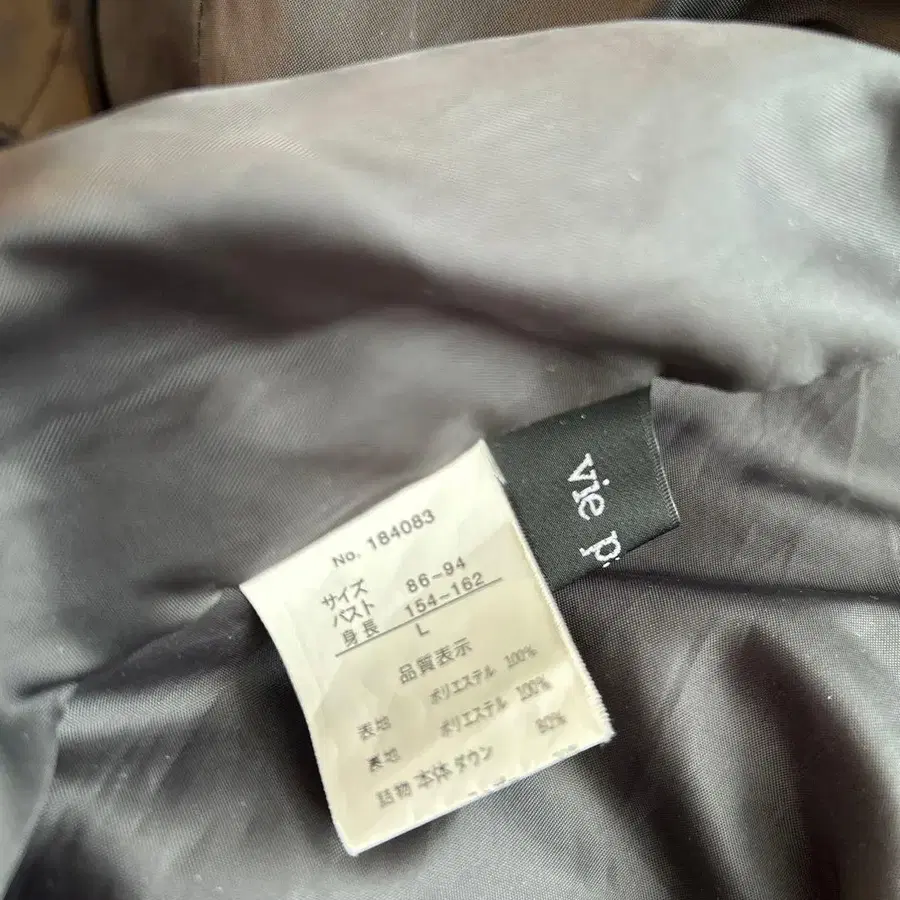 vie p
No. 184083
サイズ
バスト 86-94
身長 154-162
L
品質表示
表地 ポリエステル 100%
表地 ポリエステル 100%
詰物 本体 ダウン 80%